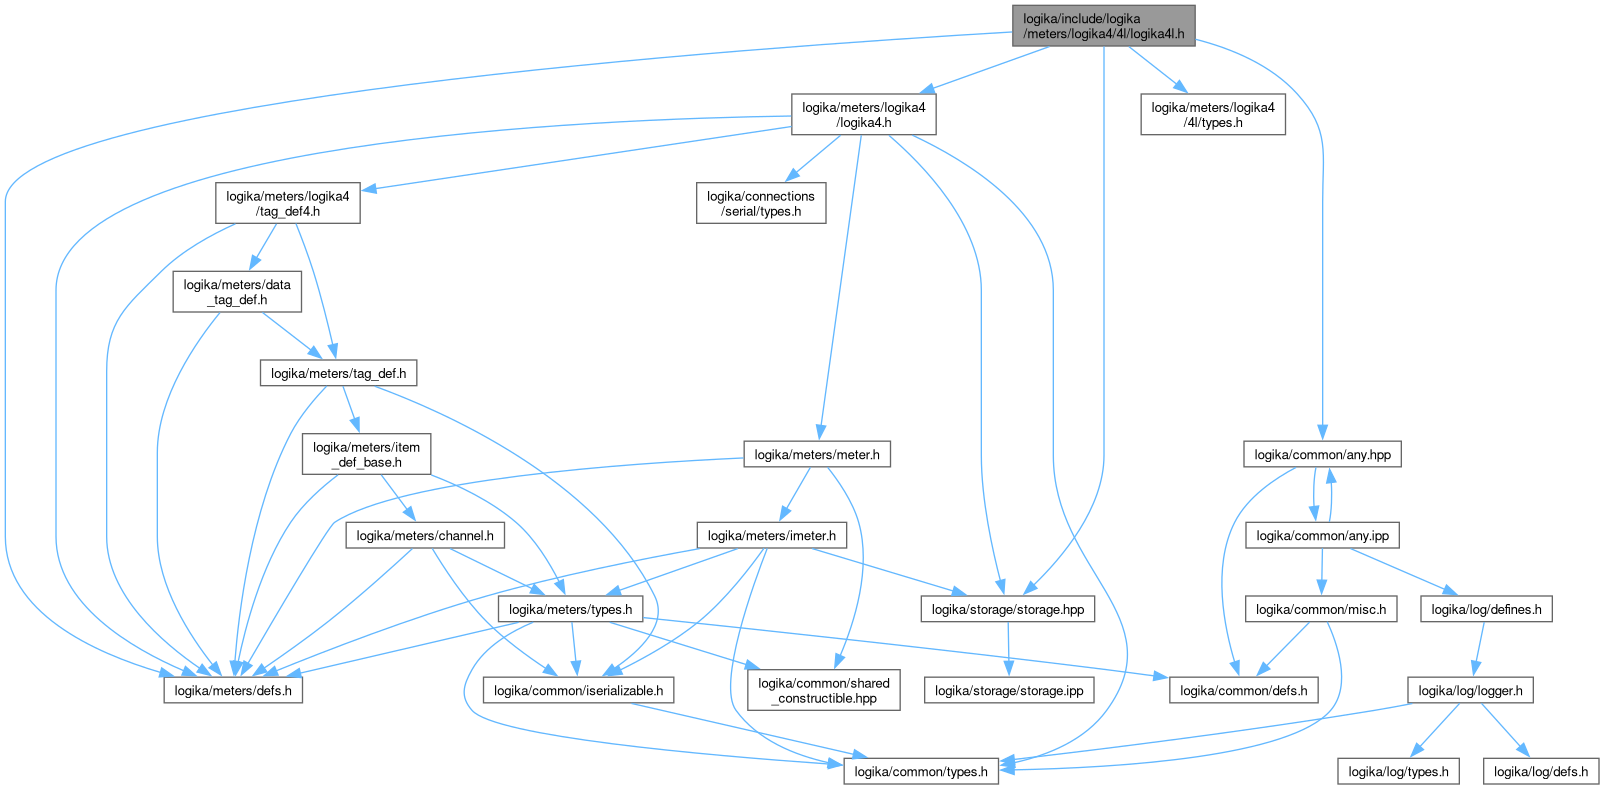 logika/include/logika
/meters/logika4/4l/logika4l.h
logika/meters/logika4
/logika4.h
logika/meters/logika4
/4l/types.h
logika/meters/logika4
/tag_def4.h
logika/connections
/serial/types.h
logika/meters/data
_tag_def.h
logika/meters/tag_def.h
logika/meters/item
_def_base.h
logika/meters/meter.h
logika/common/any.hpp
logika/meters/channel.h
logika/meters/imeter.h
logika/common/any.ipp
logika/meters/types.h
logika/storage/storage.hpp
logika/common/misc.h
logika/log/defines.h
logika/meters/defs.h
logika/common/iserializable.h
logika/common/shared
_constructible.hpp
logika/storage/storage.ipp
logika/common/defs.h
logika/log/logger.h
logika/common/types.h
logika/log/types.h
logika/log/defs.h